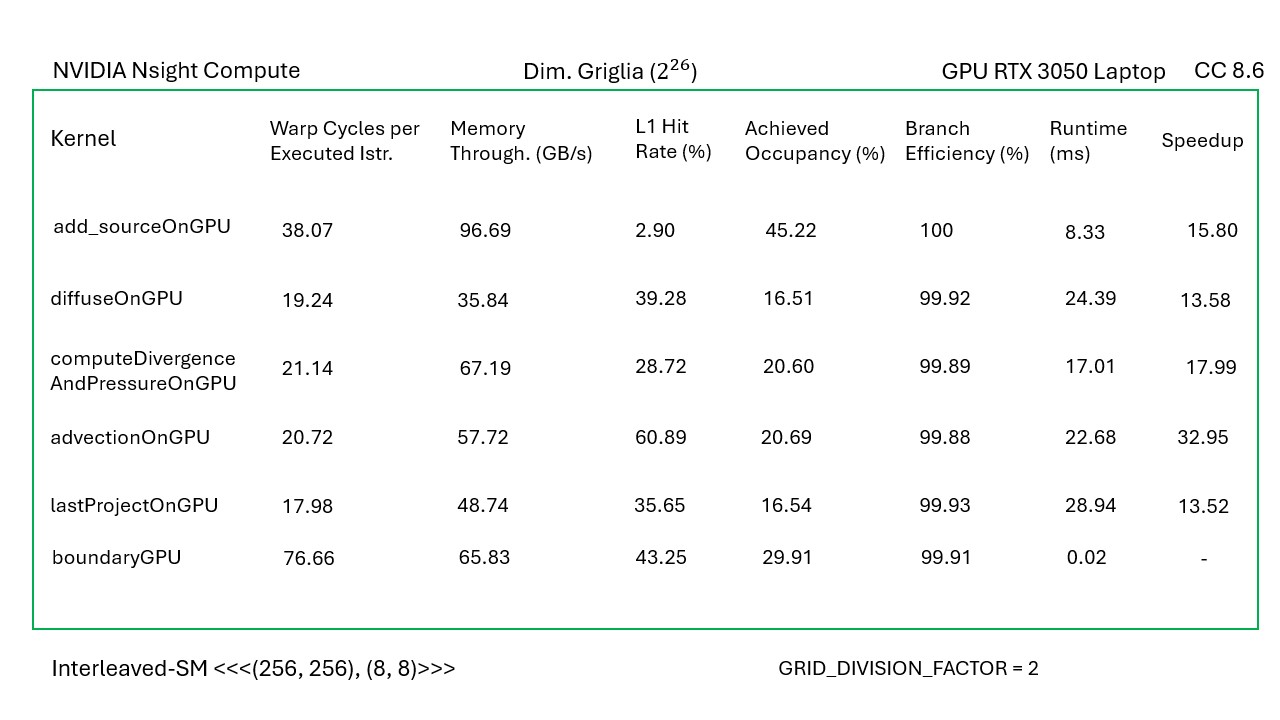 NVIDIA Nsight Compute Dim. Griglia (2²⁶) GPU RTX 3050 Laptop CC 8.6
Kernel Warp Cycles per Executed Istr. Memory Through. (GB/s) L1 Hit Rate (%) Achieved Occupancy (%) Branch Efficiency (%) Runtime (ms) Speedup
add_sourceOnGPU 38.07 96.69 2.90 45.22 100 8.33 15.80
diffuseOnGPU 19.24 35.84 39.28 16.51 99.92 24.39 13.58
computeDivergence
AndPressureOnGPU 21.14 67.19 28.72 20.60 99.89 17.01 17.99
advectionOnGPU 20.72 57.72 60.89 20.69 99.88 22.68 32.95
lastProjectOnGPU 17.98 48.74 35.65 16.54 99.93 28.94 13.52
boundaryGPU 76.66 65.83 43.25 29.91 99.91 0.02 -
Interleaved-SM <<<(256, 256), (8, 8)>>> GRID_DIVISION_FACTOR = 2